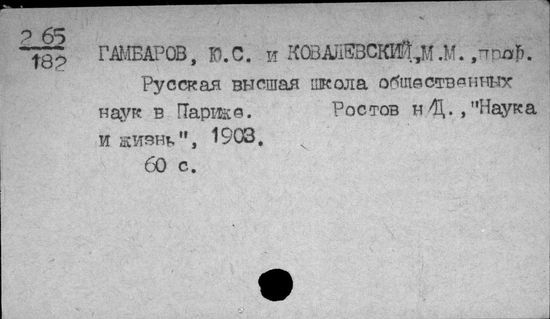 2 65
182
ГАМБАРОВ, Ю.С. и КОВАЛЕВСКИЙ,М.М.,проф.
Русская высшая школа общественных
наук в Париже. Ростов н/Д.,"Наука
и жизнь", 1903.
60 с.